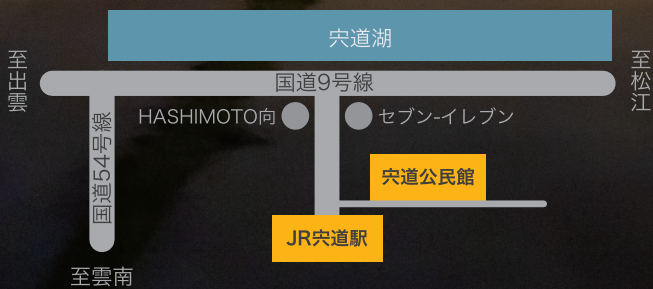 宍道湖
至出雲
国道9号線
至松江
HASHIMOTO向
セブン-イレブン
国道54号線
宍道公民館
JR宍道駅
至雲南